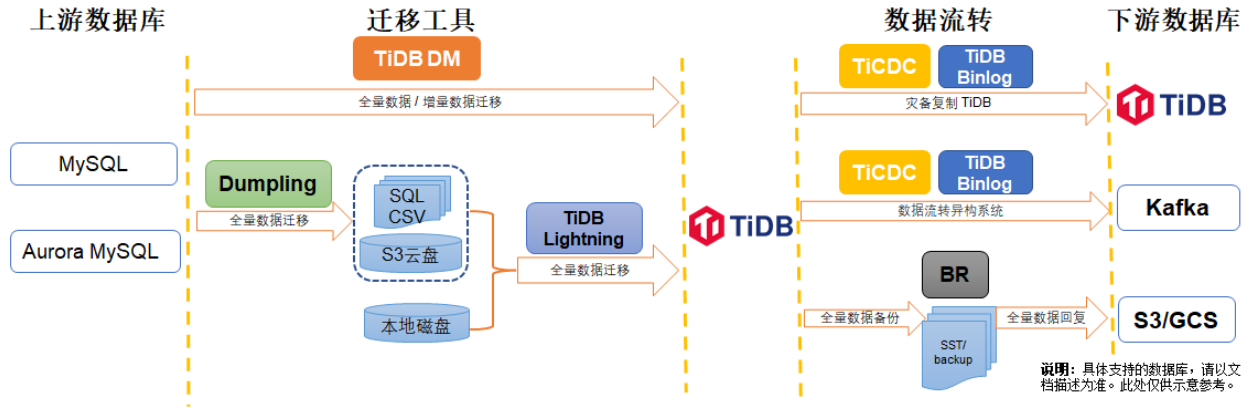 上游数据库
迁移工具
数据流转
下游数据库
TiDB DM
全量数据 / 增量数据迁移
TiCDC
TiDB
Binlog
灾备复制 TiDB
TiDB
MySQL
Aurora MySQL
Dumpling
全量数据迁移
SQL
CSV
S3云盘
本地磁盘
TiDB
Lightning
全量数据迁移
TiDB
TiCDC
TiDB
Binlog
数据流转异构系统
Kafka
BR
全量数据备份
SST/
backup
全量数据回复
S3/GCS
说明：具体支持的数据库，请以文
档描述为准。此处仅供示意参考。